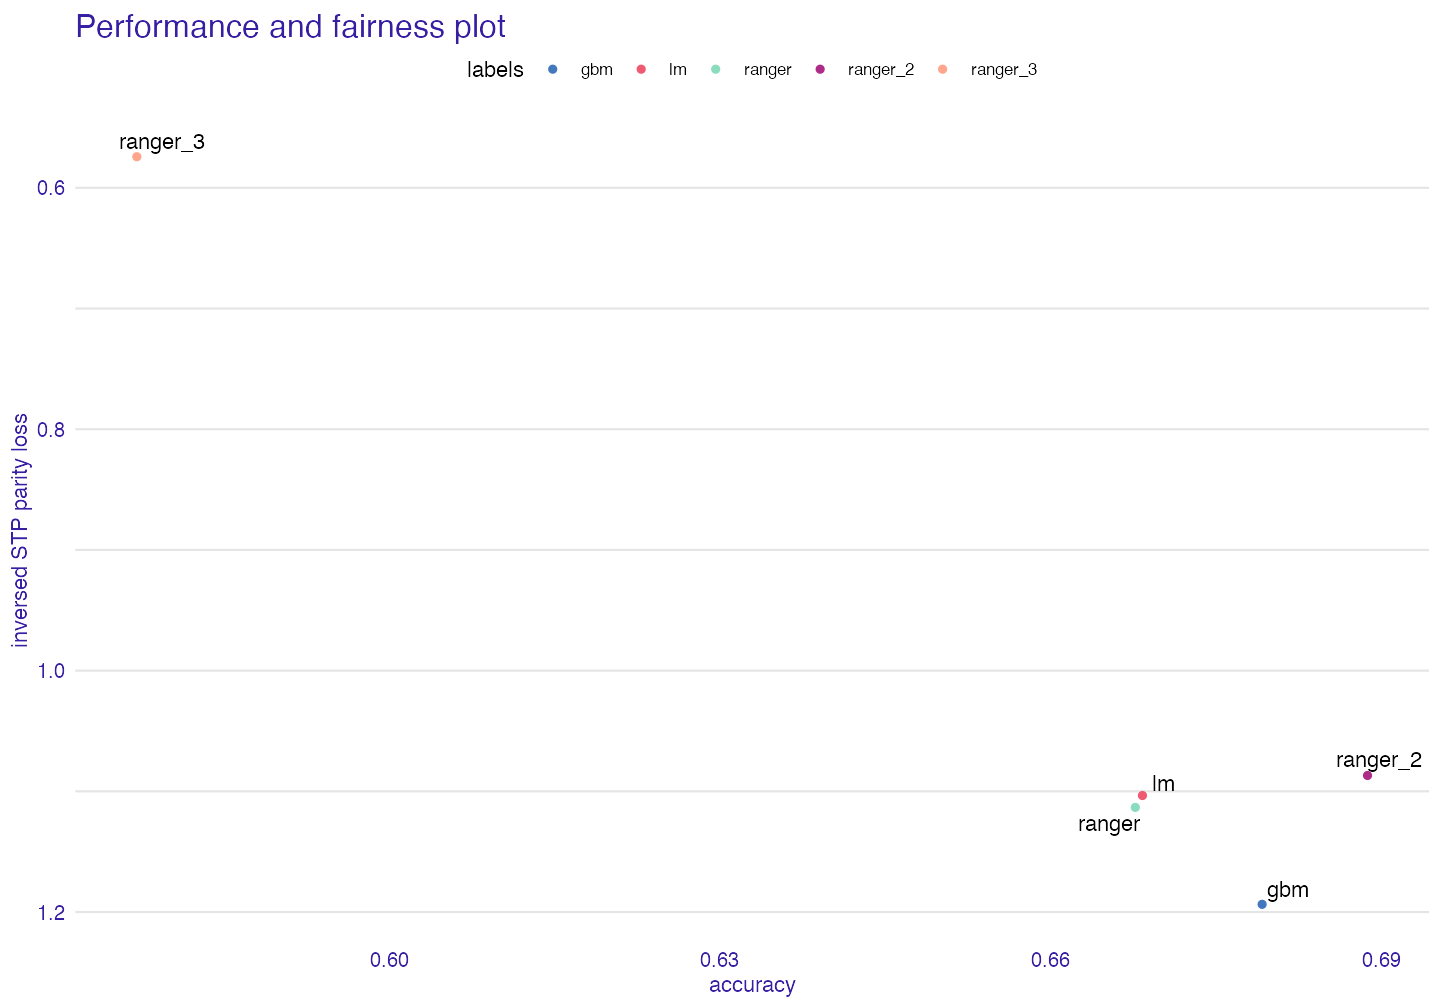 Performance and fairness plot
labels gbm lm ranger ranger_2 ranger_3
ranger_3
0.6
0.8
inversed STP parity loss
1.0
ranger_2
lm
ranger
gbm
1.2
0.60 0.63 0.66 0.69
accuracy